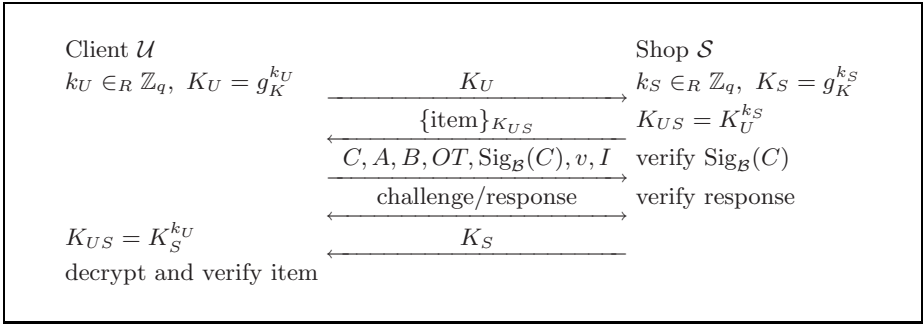 Client 𝒰 Shop 𝒮
k_U ∈_R ℤ_q, K_U = g_K^{k_U} K_U k_S ∈_R ℤ_q, K_S = g_K^{k_S}
{item}_{K_{US}} K_{US} = K_U^{k_S}
C, A, B, OT, Sig_ℬ(C), v, I verify Sig_ℬ(C)
challenge/response verify response
K_{US} = K_S^{k_U} K_S
decrypt and verify item